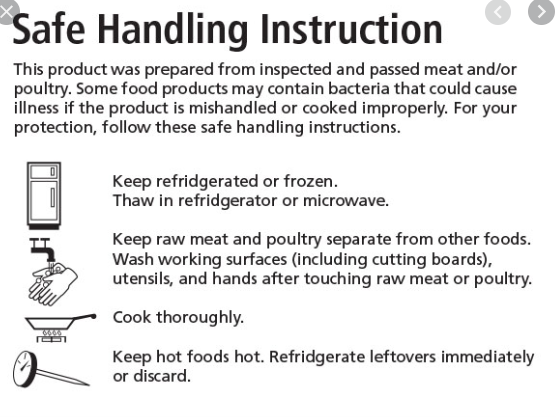 Safe Handling Instruction
This product was prepared from inspected and passed meat and/or
poultry. Some food products may contain bacteria that could cause
illness if the product is mishandled or cooked improperly. For your
protection, follow these safe handling instructions.
Keep refridgerated or frozen.
Thaw in refridgerator or microwave.
Keep raw meat and poultry separate from other foods.
Wash working surfaces (including cutting boards),
utensils, and hands after touching raw meat or poultry.
Cook thoroughly.
Keep hot foods hot. Refridgerate leftovers immediately
or discard.